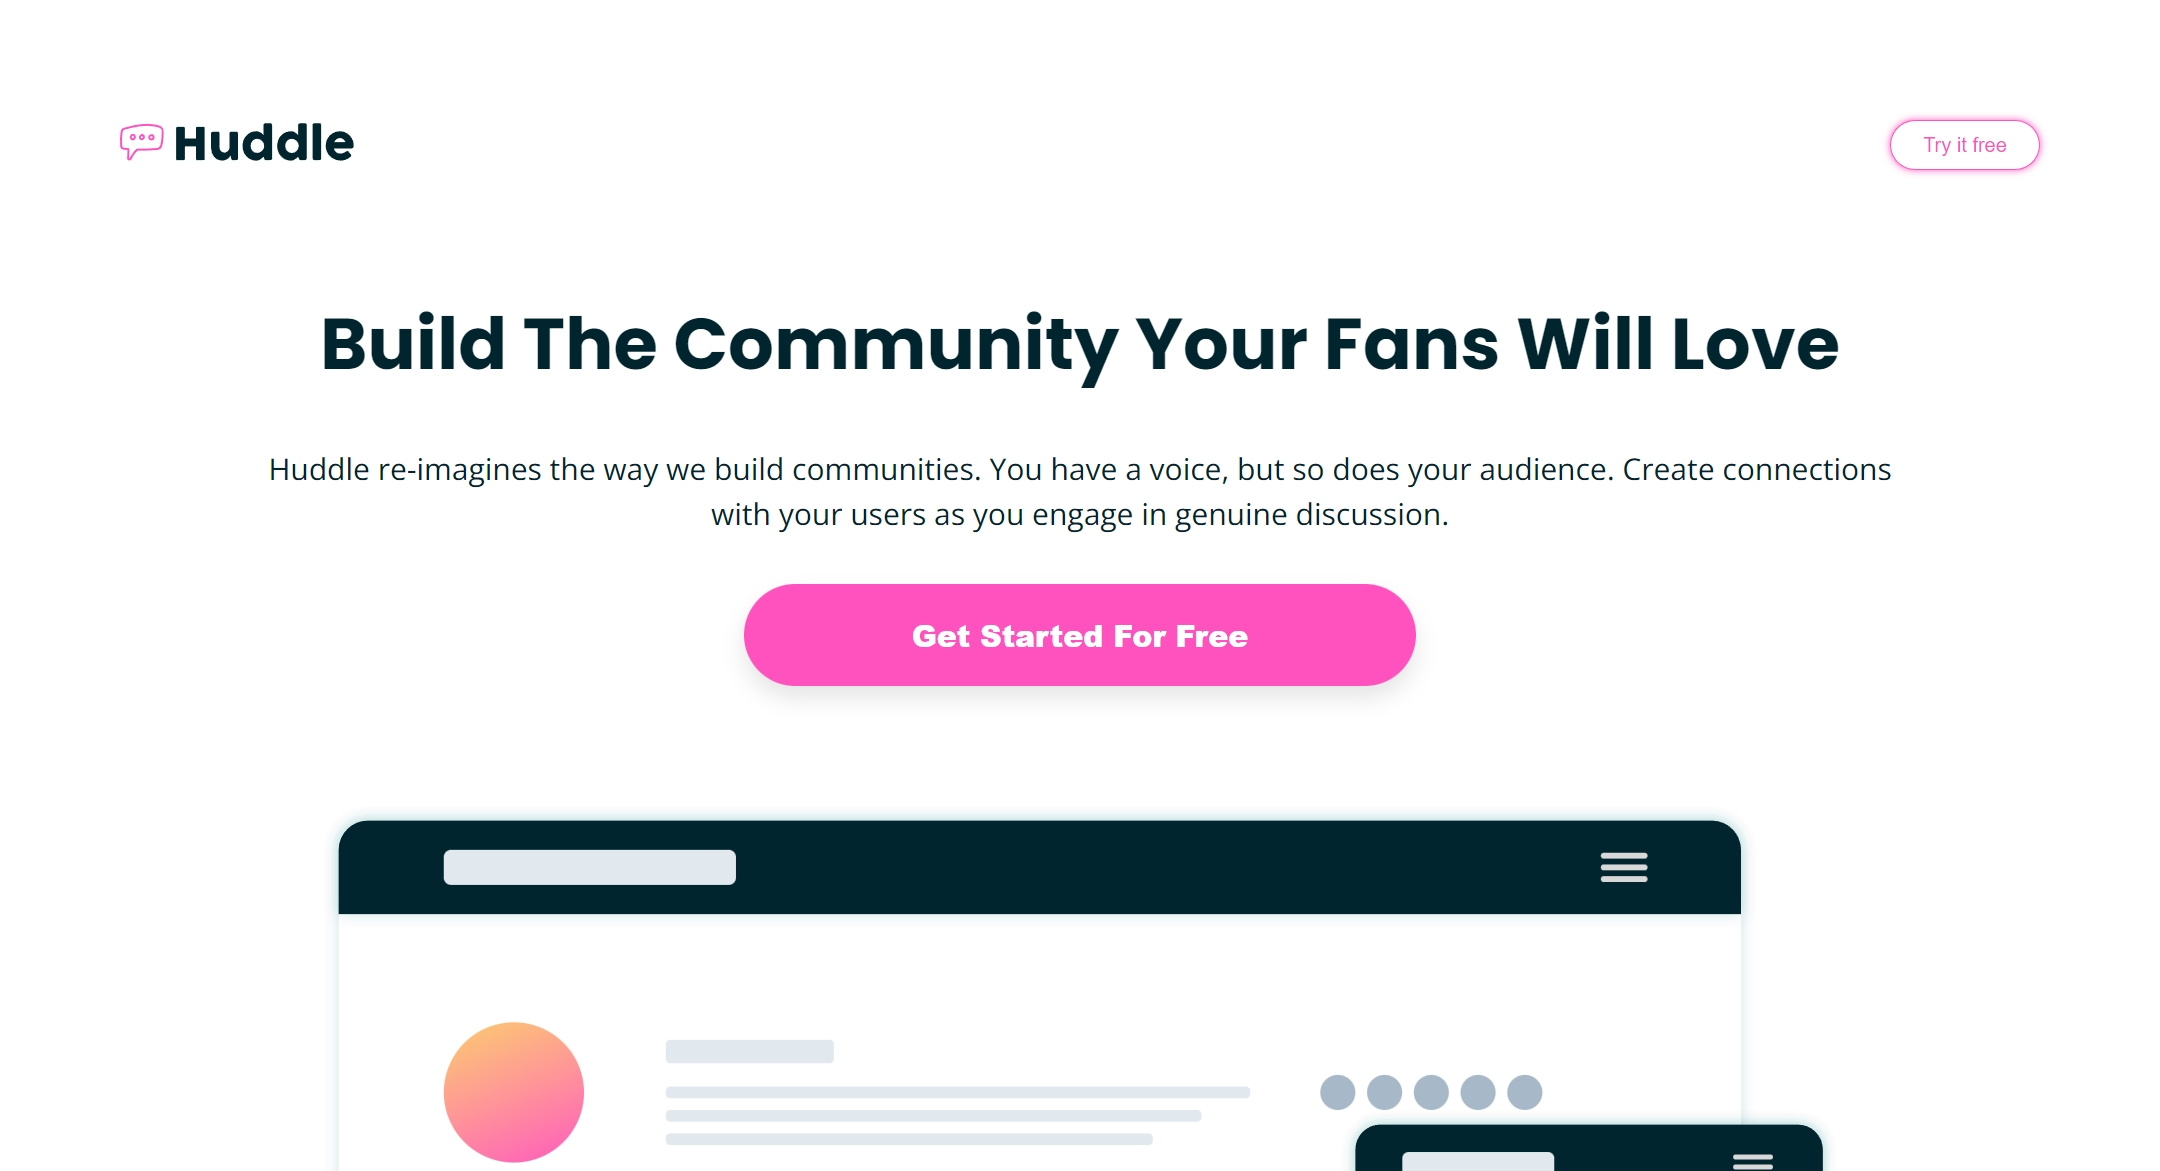 Huddle
Try it free
Build The Community Your Fans Will Love
Huddle re-imagines the way we build communities. You have a voice, but so does your audience. Create connections
with your users as you engage in genuine discussion.
Get Started For Free